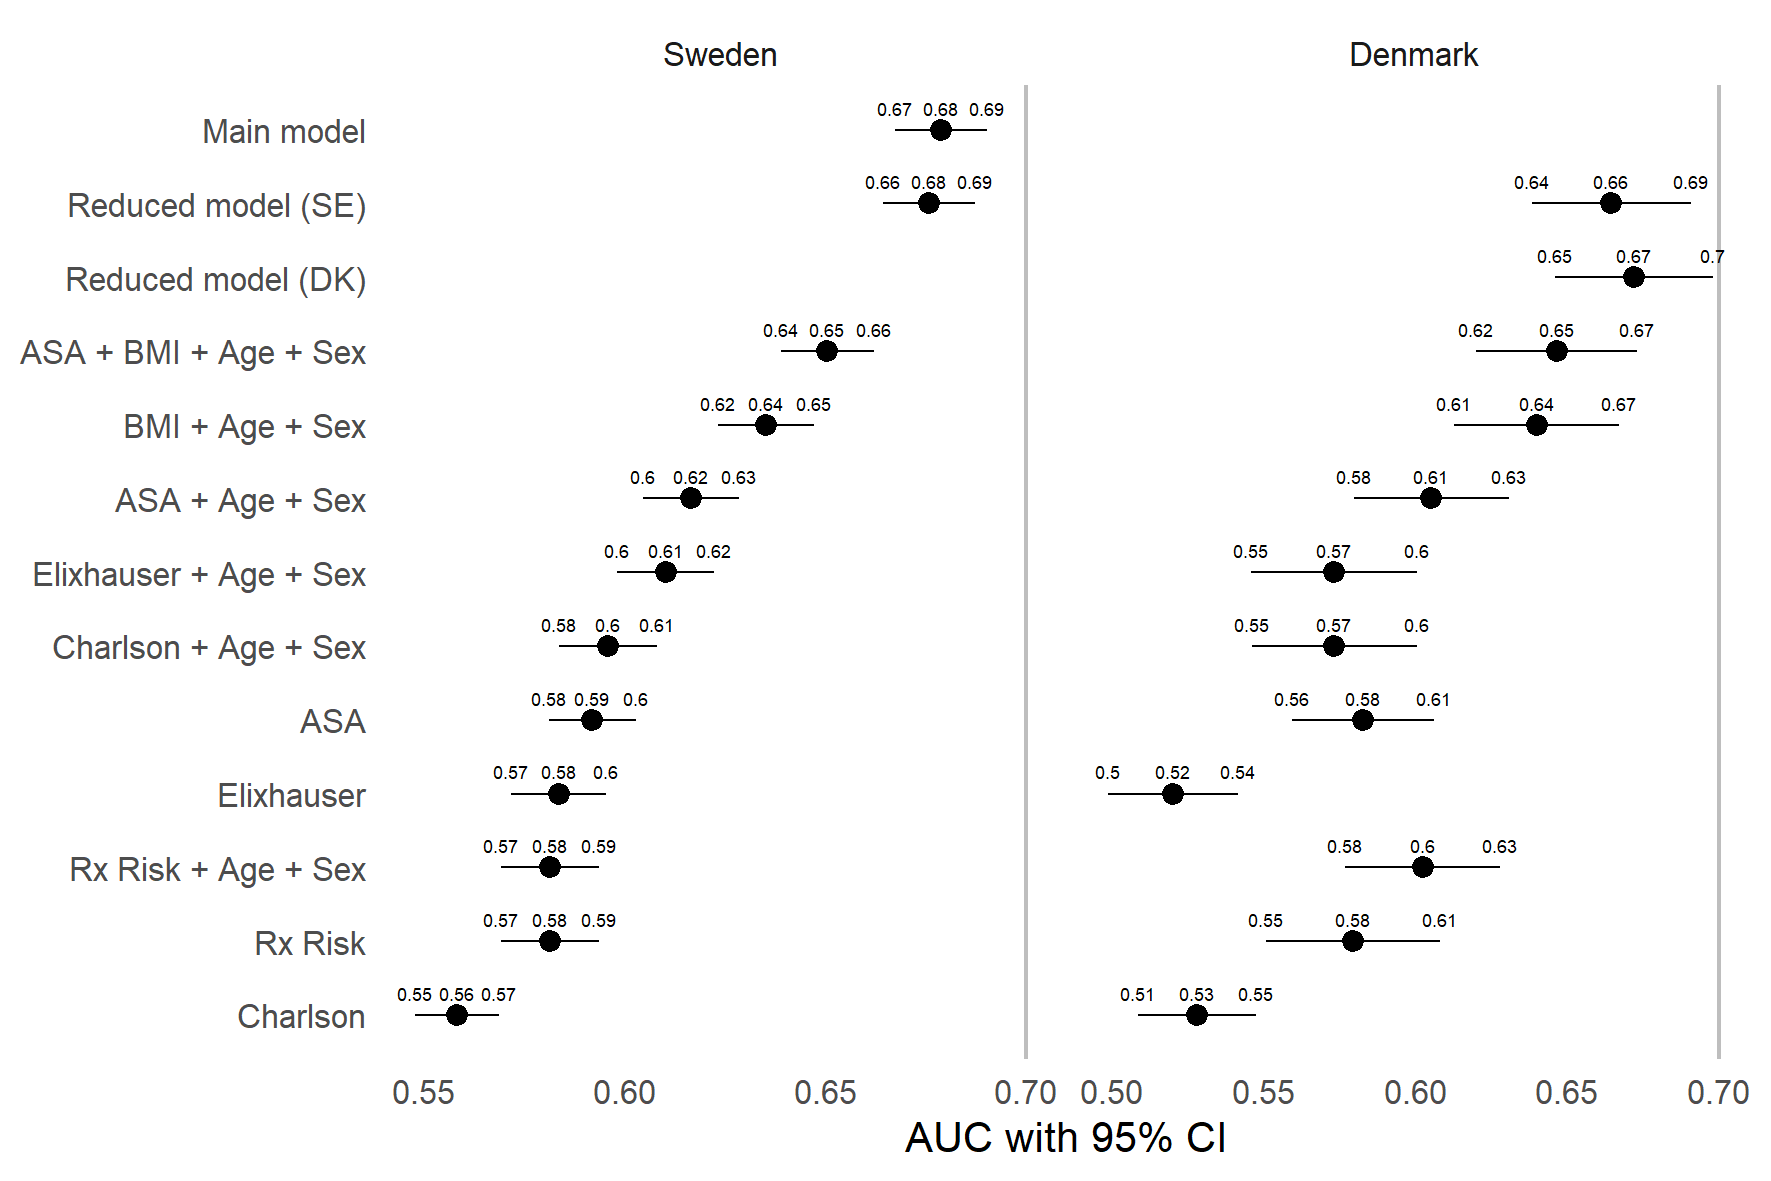 Sweden Denmark
Main model 0.67 0.68 0.69
Reduced model (SE) 0.66 0.68 0.69 0.64 0.66 0.69
Reduced model (DK) 0.65 0.67 0.7
ASA + BMI + Age + Sex 0.64 0.65 0.66 0.62 0.65 0.67
BMI + Age + Sex 0.62 0.64 0.65 0.61 0.64 0.67
ASA + Age + Sex 0.6 0.62 0.63 0.58 0.61 0.63
Elixhauser + Age + Sex 0.6 0.61 0.62 0.55 0.57 0.6
Charlson + Age + Sex 0.58 0.6 0.61 0.55 0.57 0.6
ASA 0.58 0.59 0.6 0.56 0.58 0.61
Elixhauser 0.57 0.58 0.6 0.5 0.52 0.54
Rx Risk + Age + Sex 0.57 0.58 0.59 0.58 0.6 0.63
Rx Risk 0.57 0.58 0.59 0.55 0.58 0.61
Charlson 0.55 0.56 0.57 0.51 0.53 0.55
0.55 0.60 0.65 0.70 0.50 0.55 0.60 0.65 0.70
AUC with 95% CI